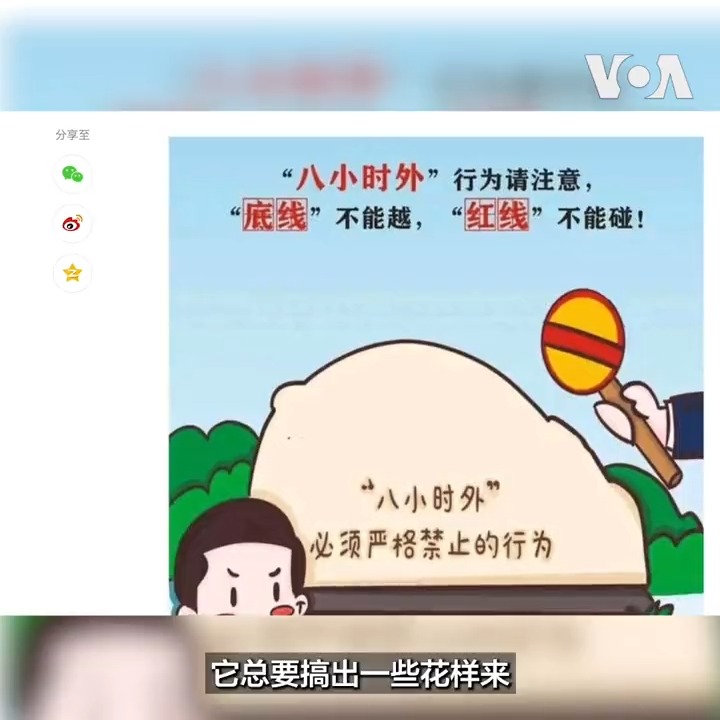 VOA
分享至
“八小时外”行为请注意，
“底线”不能越，“红线”不能碰！
“八小时外”
必须严格禁止的行为
它总要搞出一些花样来